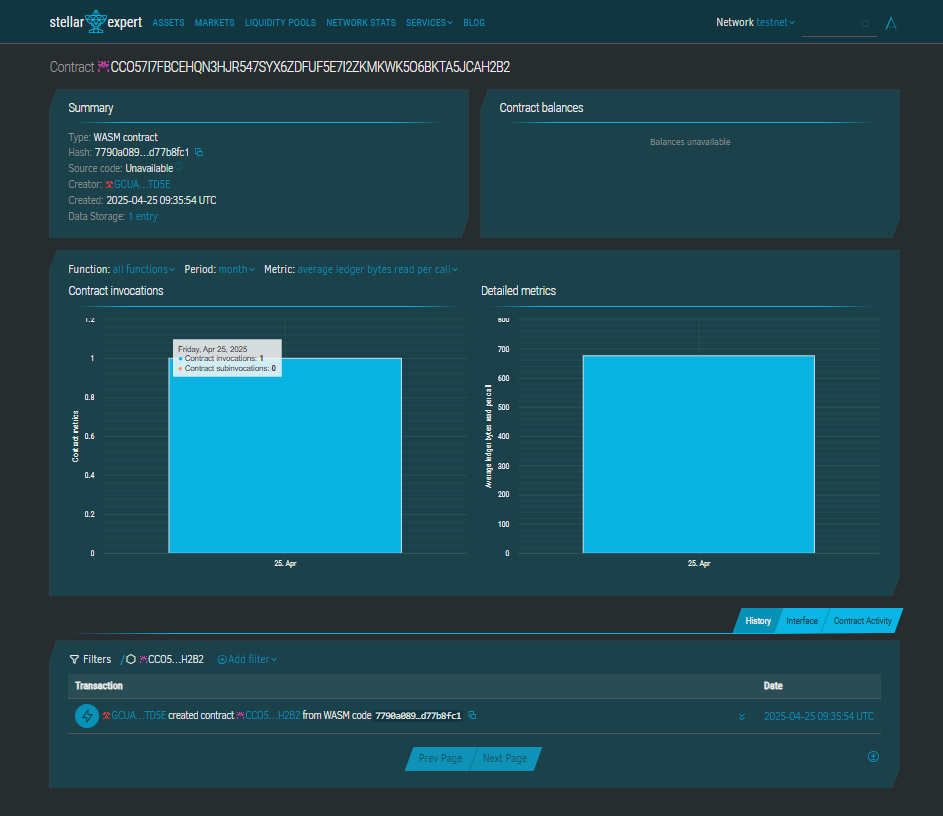 stellar expert ASSETS MARKETS LIQUIDITY POOLS NETWORK STATS SERVICES BLOG Network testnet
Contract CCO57I7FBCEHQN3HJR547SYX6ZDFUF5E7I2ZKMKWK5O6BKTA5JCAH2B2
Summary
Type: WASM contract
Hash: 7790a089…d77b8fc1
Source code: Unavailable
Creator: GCUA…TD5E
Created: 2025-04-25 09:35:54 UTC
Data Storage: 1 entry
Contract balances
Balances unavailable
Function: all functions Period: month Metric: average ledger bytes read per call
Contract invocations
Contract metrics
1.2
1
0.8
0.6
0.4
0.2
0
Friday, Apr 25, 2025
Contract invocations: 1
Contract subinvocations: 0
25. Apr
Detailed metrics
Average ledger bytes read per call
800
700
600
500
400
300
200
100
0
25. Apr
History Interface Contract Activity
Filters / CCO5…H2B2 Add filter
Transaction Date
GCUA…TD5E created contract CCO5…H2B2 from WASM code 7790a089…d77b8fc1 2025-04-25 09:35:54 UTC
Prev Page Next Page